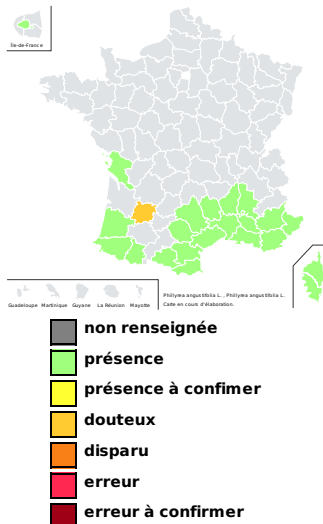 Île-de-France
Guadeloupe Martinique Guyane La Réunion Mayotte
Phillyrea angustifolia L., Phillyrea angustifolia L.
Carte en cours d'élaboration.
non renseignée
présence
présence à confimer
douteux
disparu
erreur
erreur à confirmer